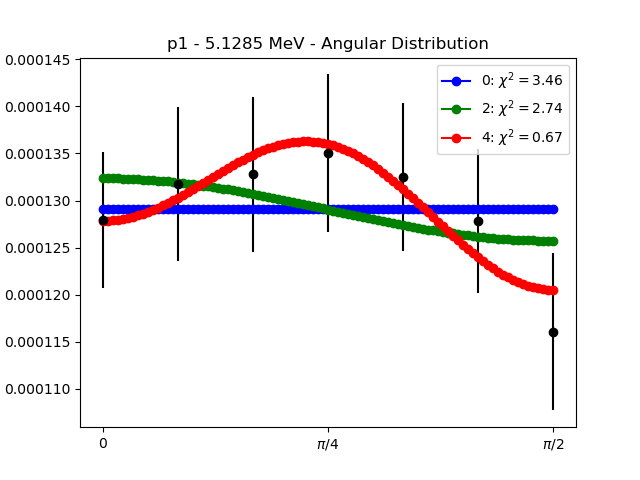 p1 - 5.1285 MeV - Angular Distribution
0.000145
0.000140
0.000135
0.000130
0.000125
0.000120
0.000115
0.000110
0: χ² = 3.46
2: χ² = 2.74
4: χ² = 0.67
0 π/4 π/2